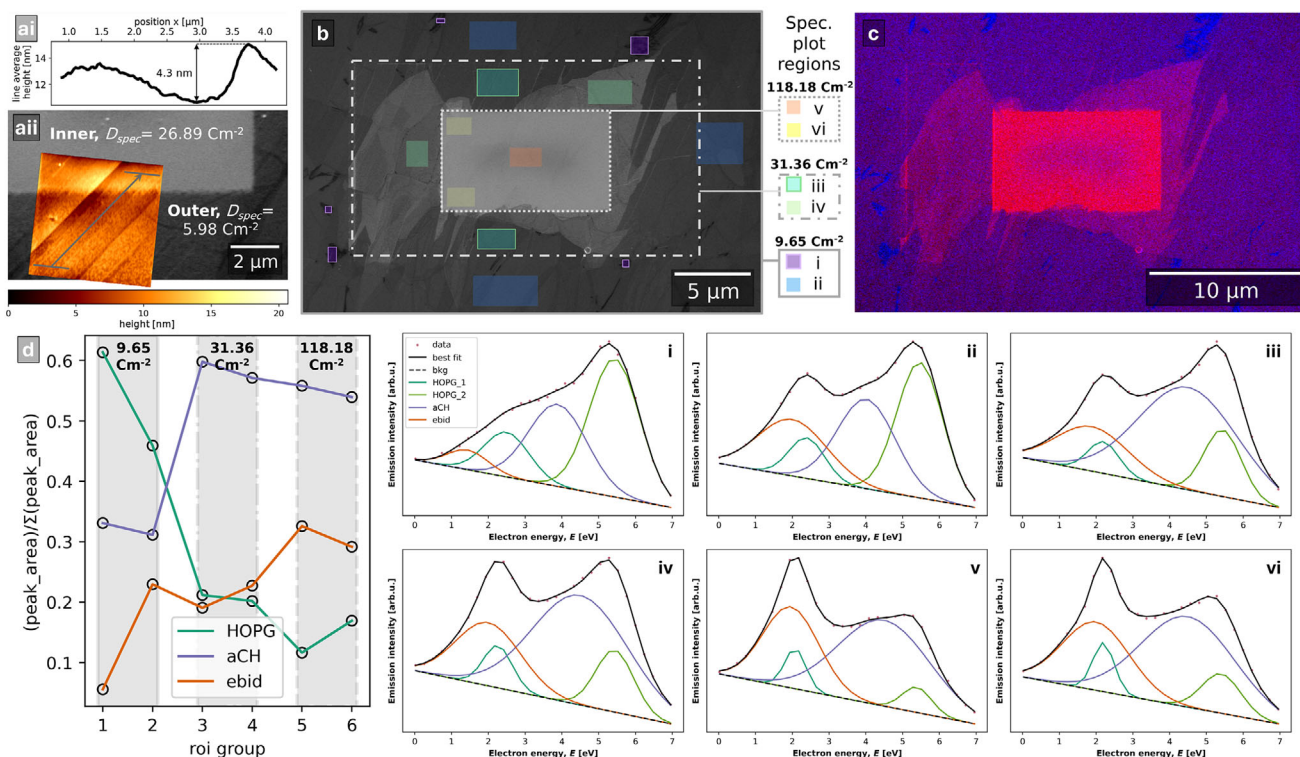 ai
position x [μm]
1.0 1.5 2.0 2.5 3.0 3.5 4.0
line average
height [nm]
14
12
4.3 nm
aii
Inner, Dspec= 26.89 Cm-2
Outer, Dspec=
5.98 Cm-2
2 μm
0 5 10 15 20
height [nm]
b
5 μm
Spec.
plot
regions
118.18 Cm-2
v
vi
31.36 Cm-2
iii
iv
9.65 Cm-2
i
ii
c
10 μm
d
(peak_area)/Σ(peak_area)
0.6
0.5
0.4
0.3
0.2
0.1
9.65
Cm-2
31.36
Cm-2
118.18
Cm-2
HOPG
aCH
ebid
1 2 3 4 5 6
roi group
i
data
best fit
bkg
HOPG_1
HOPG_2
aCH
ebid
Emission intensity [arb.u.]
0 1 2 3 4 5 6 7
Electron energy, E [eV]
ii
Emission intensity [arb.u.]
0 1 2 3 4 5 6 7
Electron energy, E [eV]
iii
Emission intensity [arb.u.]
0 1 2 3 4 5 6 7
Electron energy, E [eV]
iv
Emission intensity [arb.u.]
0 1 2 3 4 5 6 7
Electron energy, E [eV]
v
Emission intensity [arb.u.]
0 1 2 3 4 5 6 7
Electron energy, E [eV]
vi
Emission intensity [arb.u.]
0 1 2 3 4 5 6 7
Electron energy, E [eV]